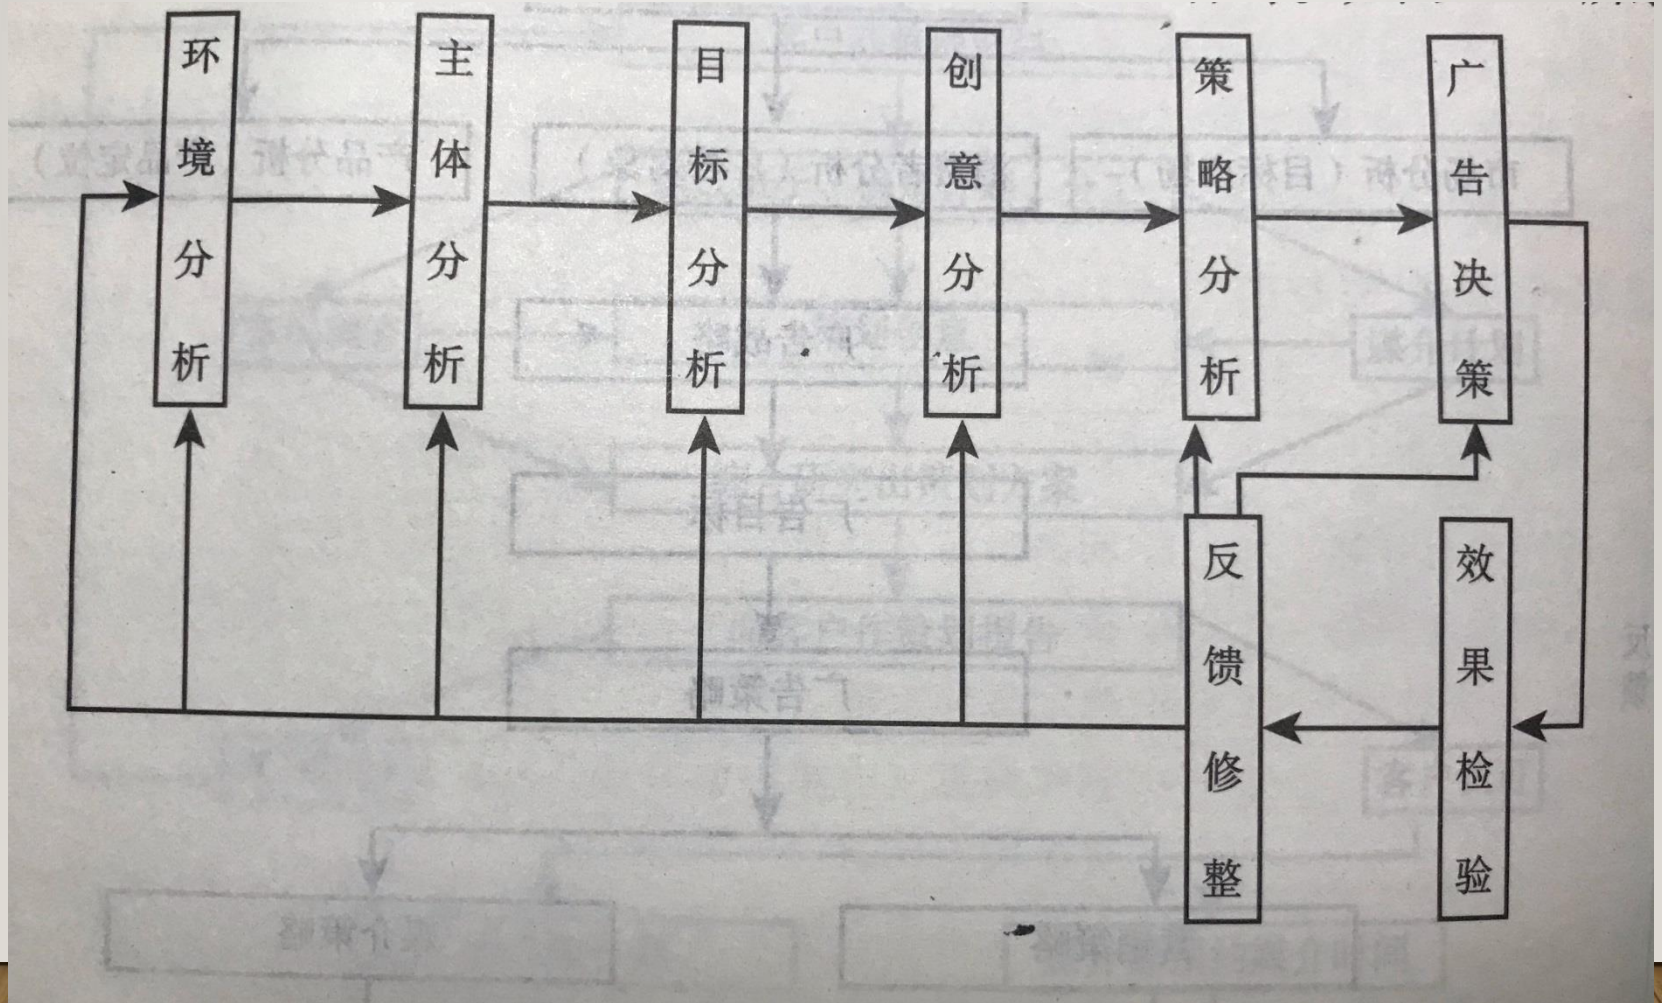 环境分析
主体分析
目标分析
创意分析
策略分析
广告决策
反馈修整
效果检验